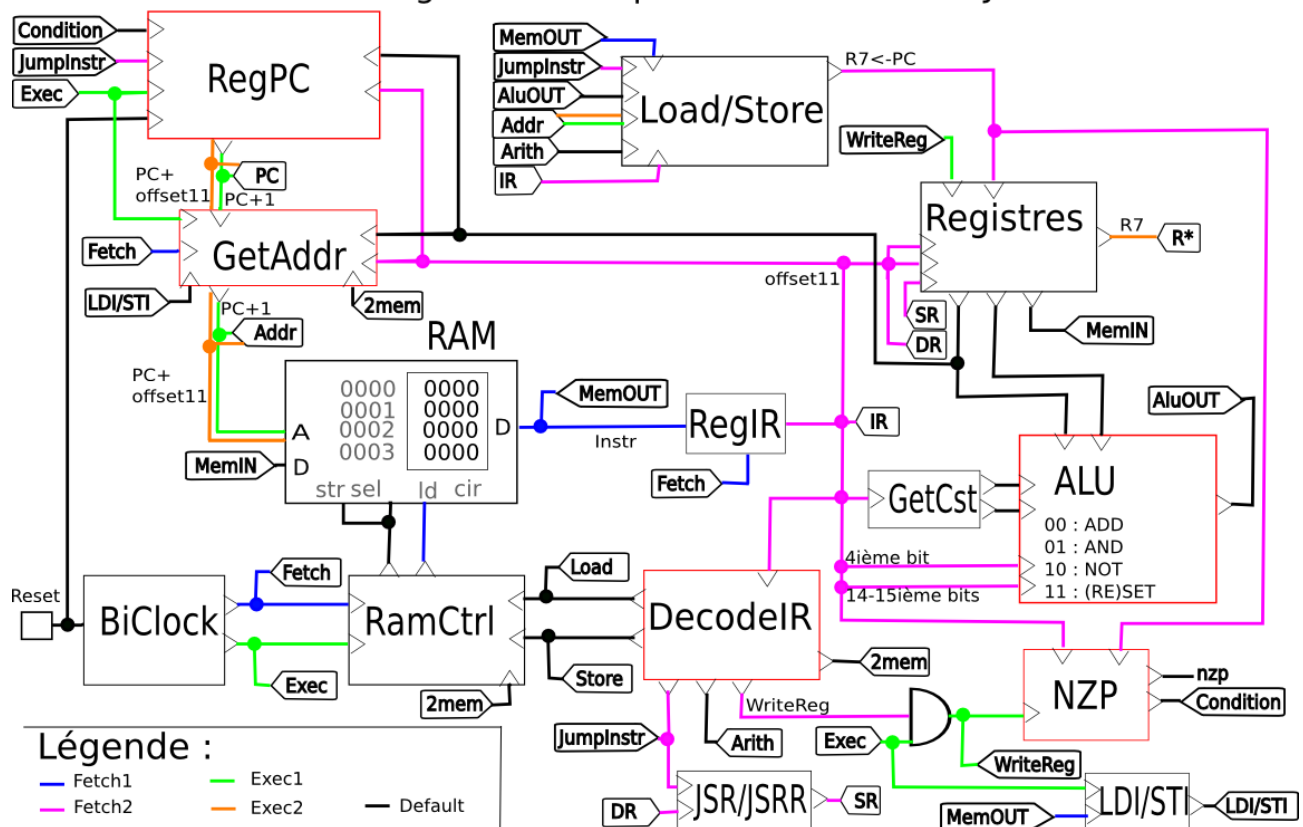 Condition
JumpInstr
Exec
RegPC
MemOUT
JumpInstr
AluOUT
Addr
Arith
IR
Load/Store
R7<-PC
WriteReg
PC+
offset11
PC
PC+1
Fetch
GetAddr
LDI/STI
2mem
PC+1
Addr
PC+
offset11
Registres
R7
R*
offset11
SR
DR
MemIN
RAM
0000
0001
0002
0003
0000
0000
0000
0000
A
D
D
MemIN
str sel
ld
cir
MemOUT
Instr
RegIR
IR
Fetch
AluOUT
GetCst
ALU
00 : ADD
01 : AND
10 : NOT
11 : (RE)SET
4ième bit
14-15ième bits
Reset
BiClock
Fetch
Exec
RamCtrl
2mem
Load
Store
DecodeIR
2mem
WriteReg
JumpInstr
Arith
Exec
NZP
nzp
Condition
WriteReg
DR
JSR/JSRR
SR
MemOUT
LDI/STI
LDI/STI
Légende :
Fetch1
Exec1
Fetch2
Exec2
Default